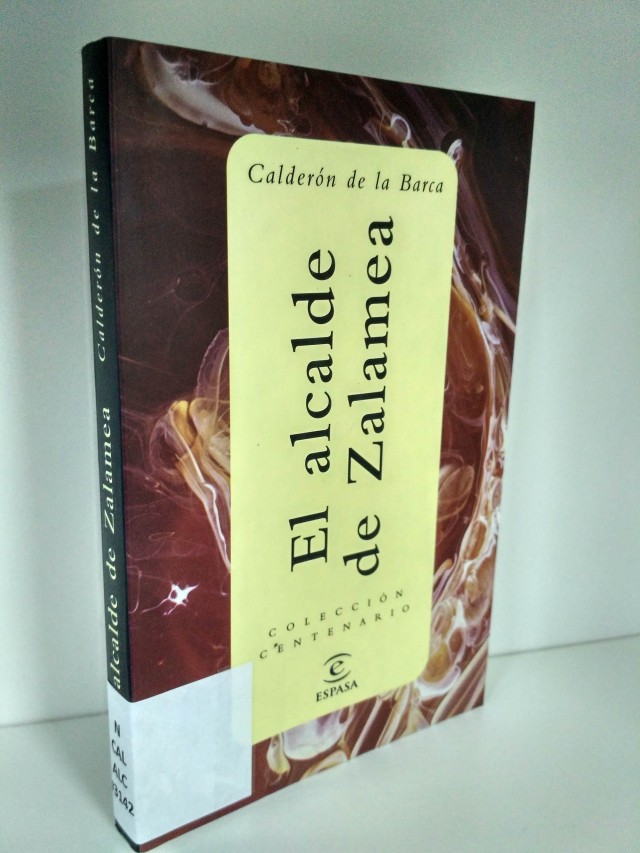 Calderón de la Barca
El alcalde
de Zalamea
COLECCIÓN
CENTENARIO
ESPASA
alcalde de Zalamea Calderón de la Barca
N
CAL
ALC
3142